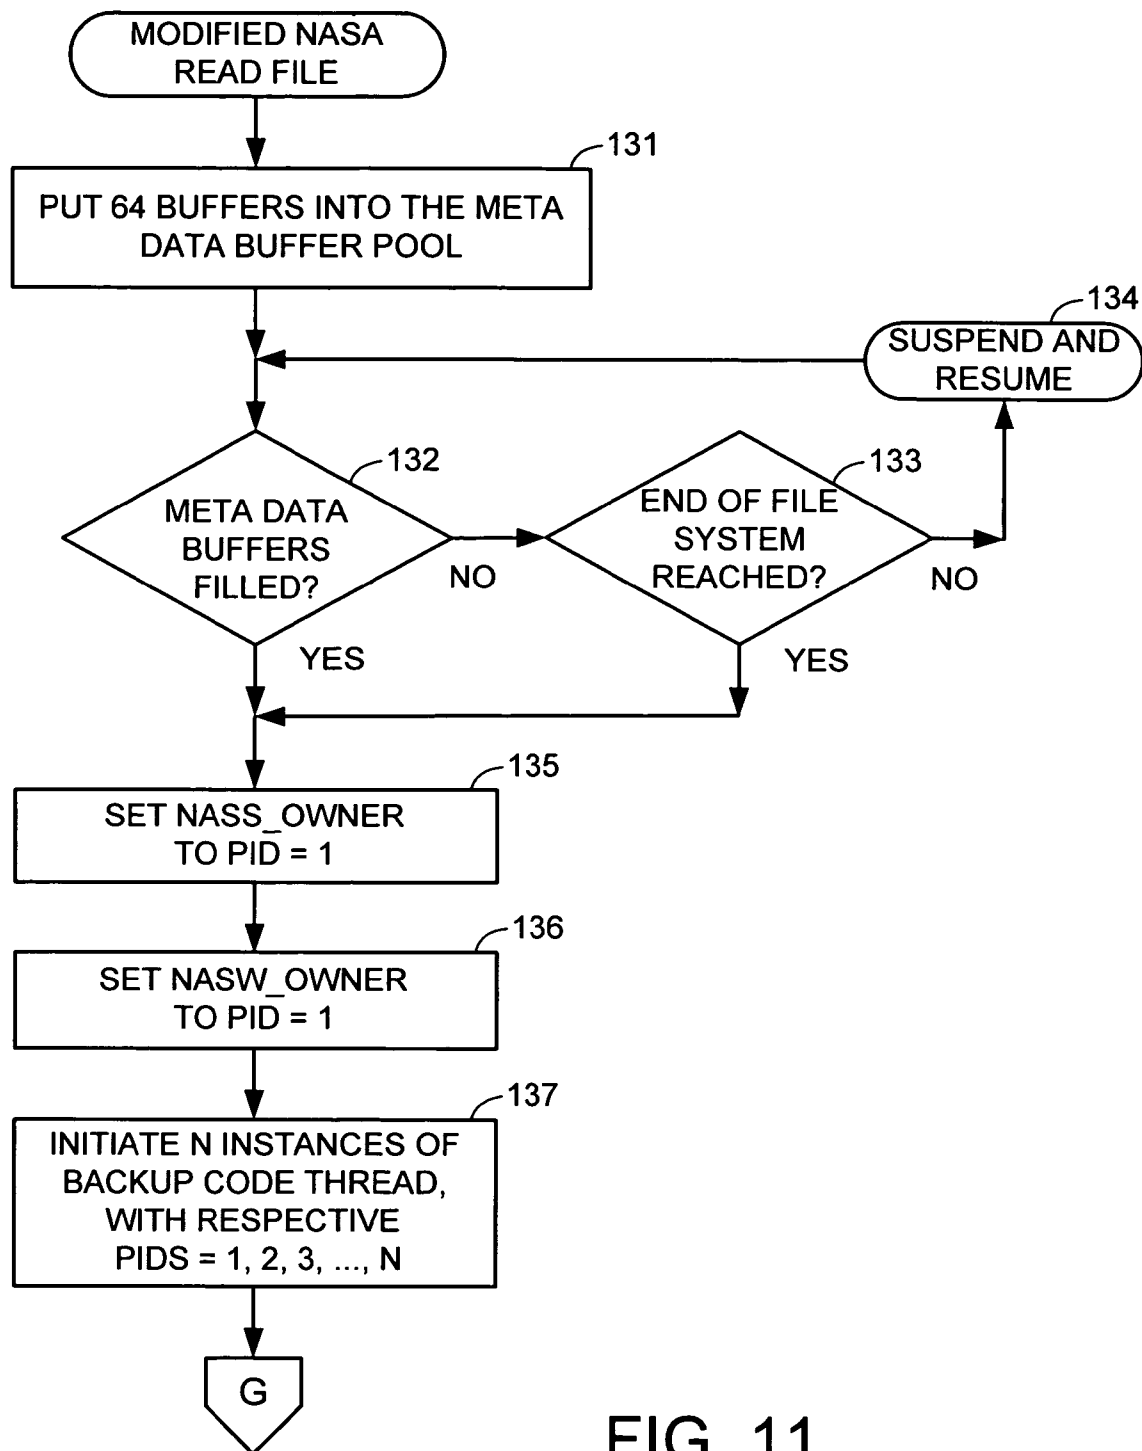 MODIFIED NASA
READ FILE
131
PUT 64 BUFFERS INTO THE META
DATA BUFFER POOL
134
SUSPEND AND
RESUME
132
META DATA
BUFFERS
FILLED?
NO
YES
133
END OF FILE
SYSTEM
REACHED?
NO
YES
135
SET NASS_OWNER
TO PID = 1
136
SET NASW_OWNER
TO PID = 1
137
INITIATE N INSTANCES OF
BACKUP CODE THREAD,
WITH RESPECTIVE
PIDS = 1, 2, 3, ..., N
G
FIG. 11